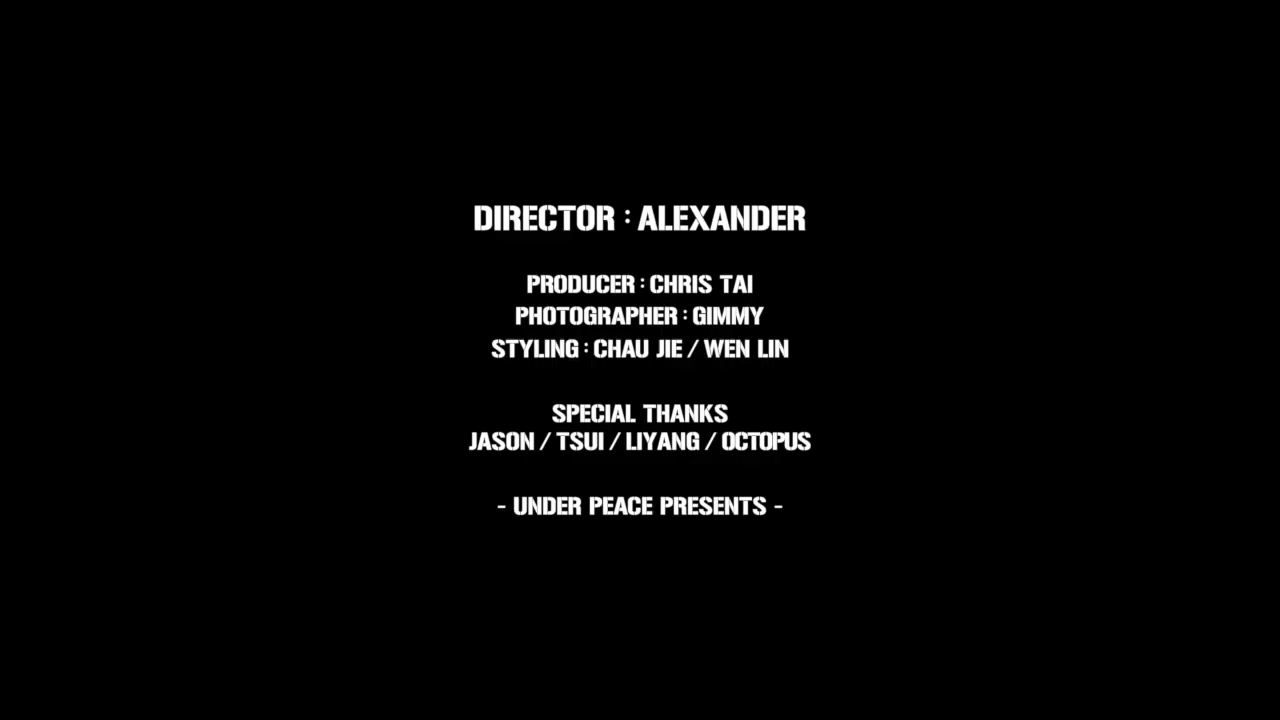 DIRECTOR : ALEXANDER
PRODUCER : CHRIS TAI
PHOTOGRAPHER : GIMMY
STYLING : CHAU JIE / WEN LIN
SPECIAL THANKS
JASON / TSUI / LIYANG / OCTOPUS
- UNDER PEACE PRESENTS -